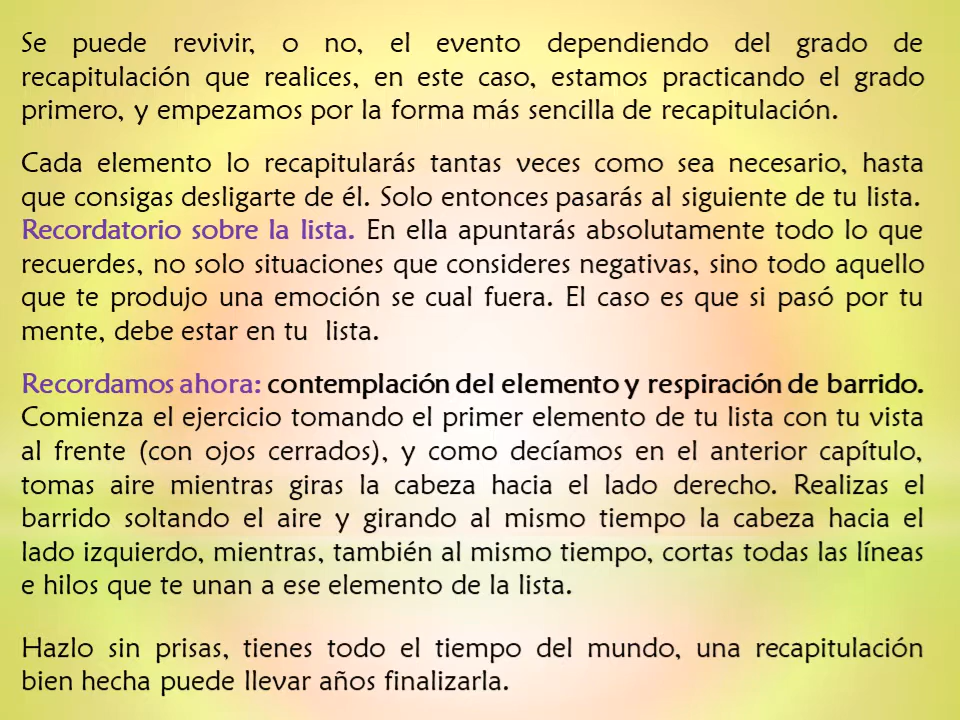 Se puede revivir, o no, el evento dependiendo del grado de
recapitulación que realices, en este caso, estamos practicando el grado
primero, y empezamos por la forma más sencilla de recapitulación.
Cada elemento lo recapitularás tantas veces como sea necesario, hasta
que consigas desligarte de él. Solo entonces pasarás al siguiente de tu lista.
Recordatorio sobre la lista. En ella apuntarás absolutamente todo lo que
recuerdes, no solo situaciones que consideres negativas, sino todo aquello
que te produjo una emoción se cual fuera. El caso es que si pasó por tu
mente, debe estar en tu lista.
Recordamos ahora: contemplación del elemento y respiración de barrido.
Comienza el ejercicio tomando el primer elemento de tu lista con tu vista
al frente (con ojos cerrados), y como decíamos en el anterior capítulo,
tomas aire mientras giras la cabeza hacia el lado derecho. Realizas el
barrido soltando el aire y girando al mismo tiempo la cabeza hacia el
lado izquierdo, mientras, también al mismo tiempo, cortas todas las líneas
e hilos que te unan a ese elemento de la lista.
Hazlo sin prisas, tienes todo el tiempo del mundo, una recapitulación
bien hecha puede llevar años finalizarla.